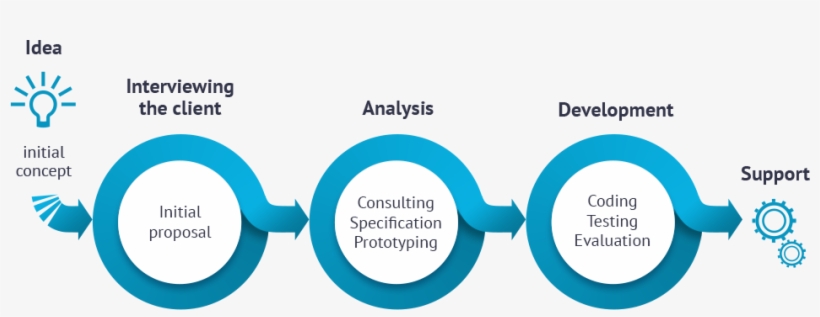 Idea
initial
concept
Interviewing
the client
Initial
proposal
Analysis
Consulting
Specification
Prototyping
Development
Coding
Testing
Evaluation
Support